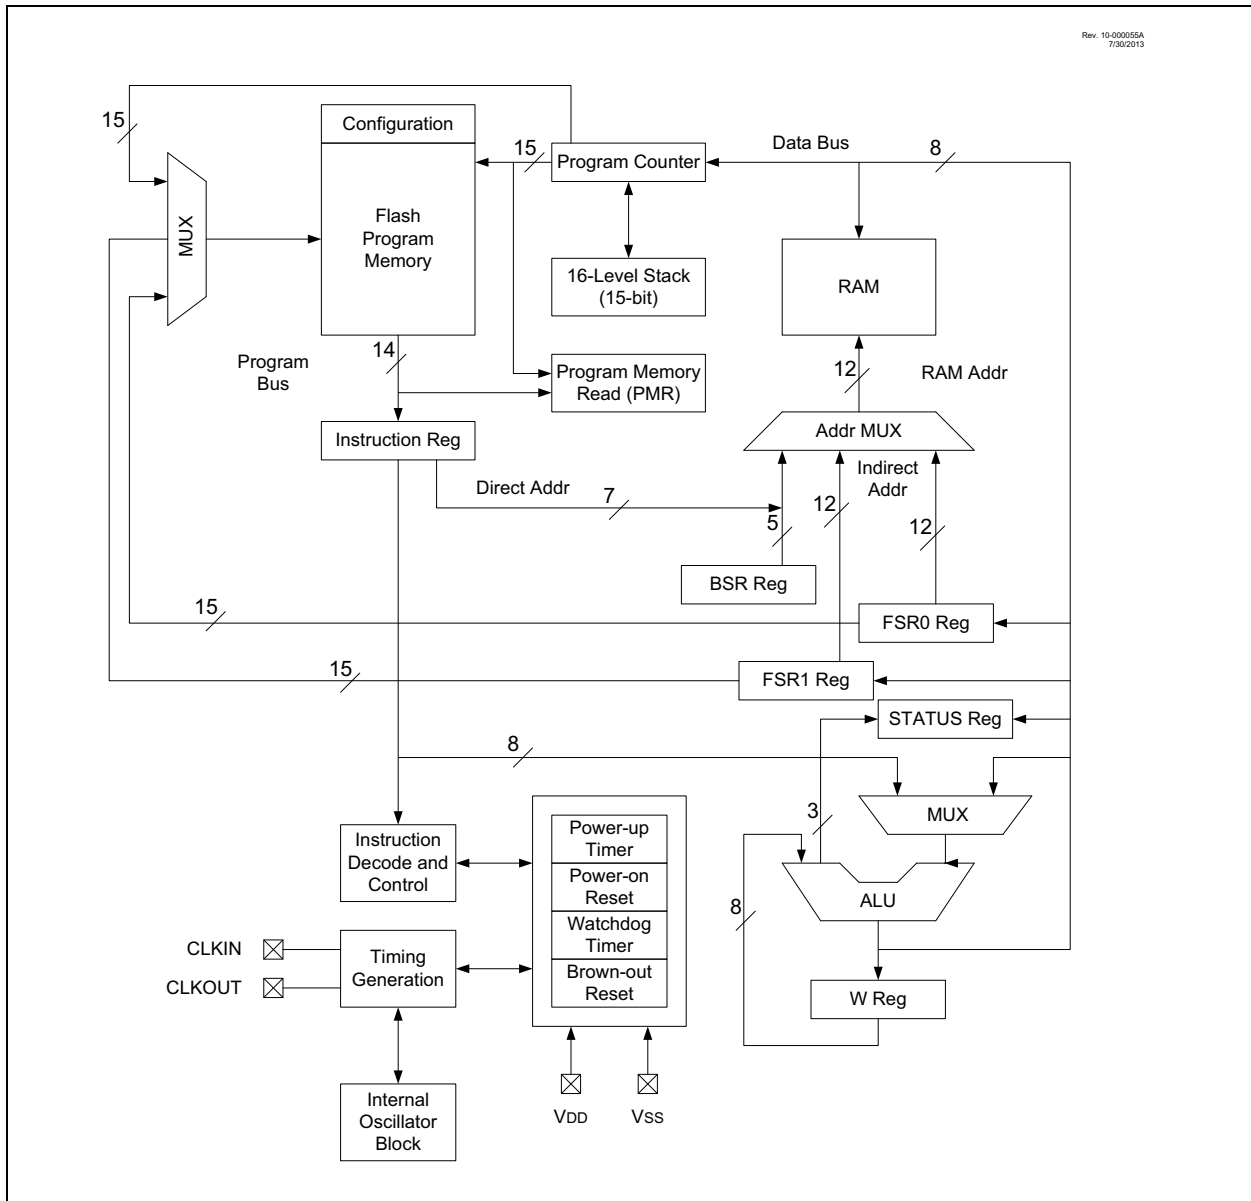 Rev. 10-000055A
7/30/2013
15
Configuration
15
Program Counter
Data Bus
8
MUX
Flash
Program
Memory
16-Level Stack
(15-bit)
RAM
Program
Bus
14
Program Memory
Read (PMR)
12
RAM Addr
Instruction Reg
Addr MUX
Direct Addr
7
Indirect
Addr
5
12
12
BSR Reg
15
FSR0 Reg
15
FSR1 Reg
STATUS Reg
8
MUX
3
Power-up
Timer
Instruction
Decode and
Control
Power-on
Reset
ALU
8
Watchdog
Timer
CLKIN
CLKOUT
Timing
Generation
Brown-out
Reset
W Reg
Internal
Oscillator
Block
VDD
VSS